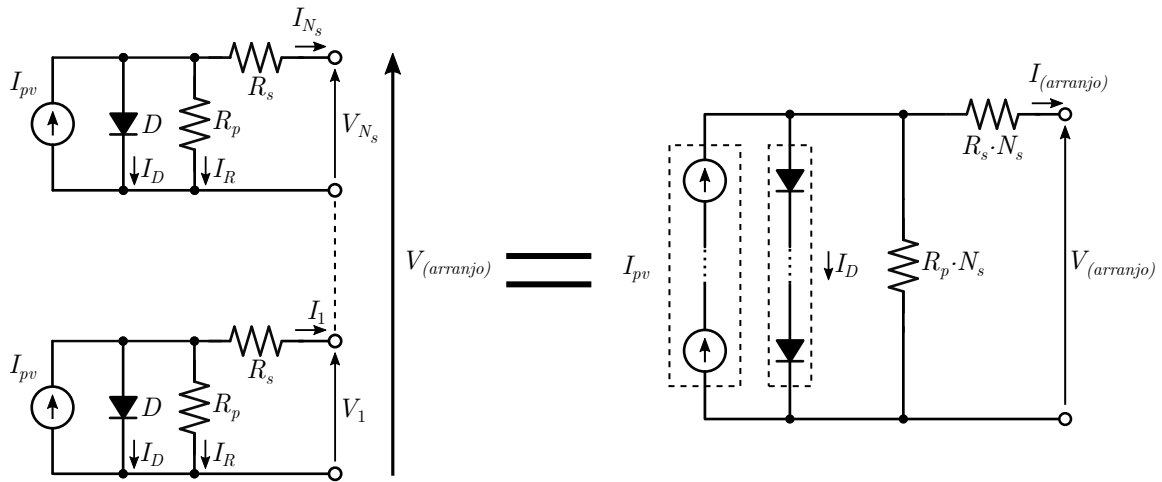 I_{N_s}
I_{pv}
R_s
D
R_p
V_{N_s}
I_D
I_R
V_{(arranjo)}
I_1
I_{pv}
R_s
D
R_p
V_1
I_D
I_R
I_{(arranjo)}
R_s·N_s
I_{pv}
I_D
R_p·N_s
V_{(arranjo)}